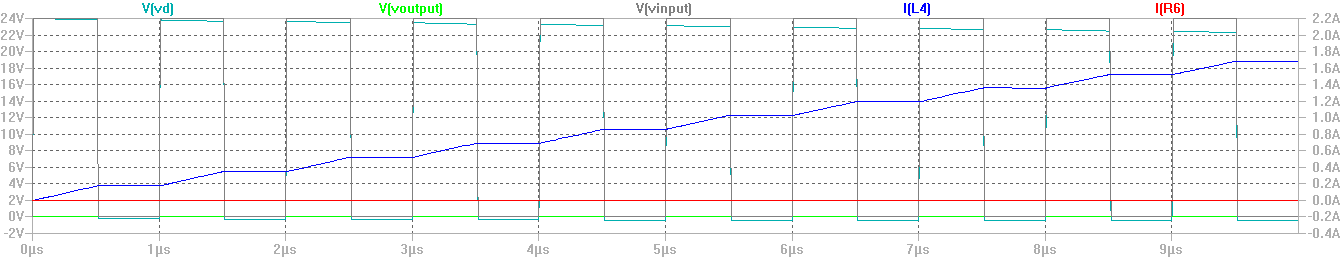 V(vd) V(voutput) V(vinput) I(L4) I(R6)
24V 2.2A
22V 2.0A
20V 1.8A
18V 1.6A
16V 1.4A
14V 1.2A
12V 1.0A
10V 0.8A
8V 0.6A
6V 0.4A
4V 0.2A
2V 0.0A
0V -0.2A
-2V -0.4A
0µs 1µs 2µs 3µs 4µs 5µs 6µs 7µs 8µs 9µs